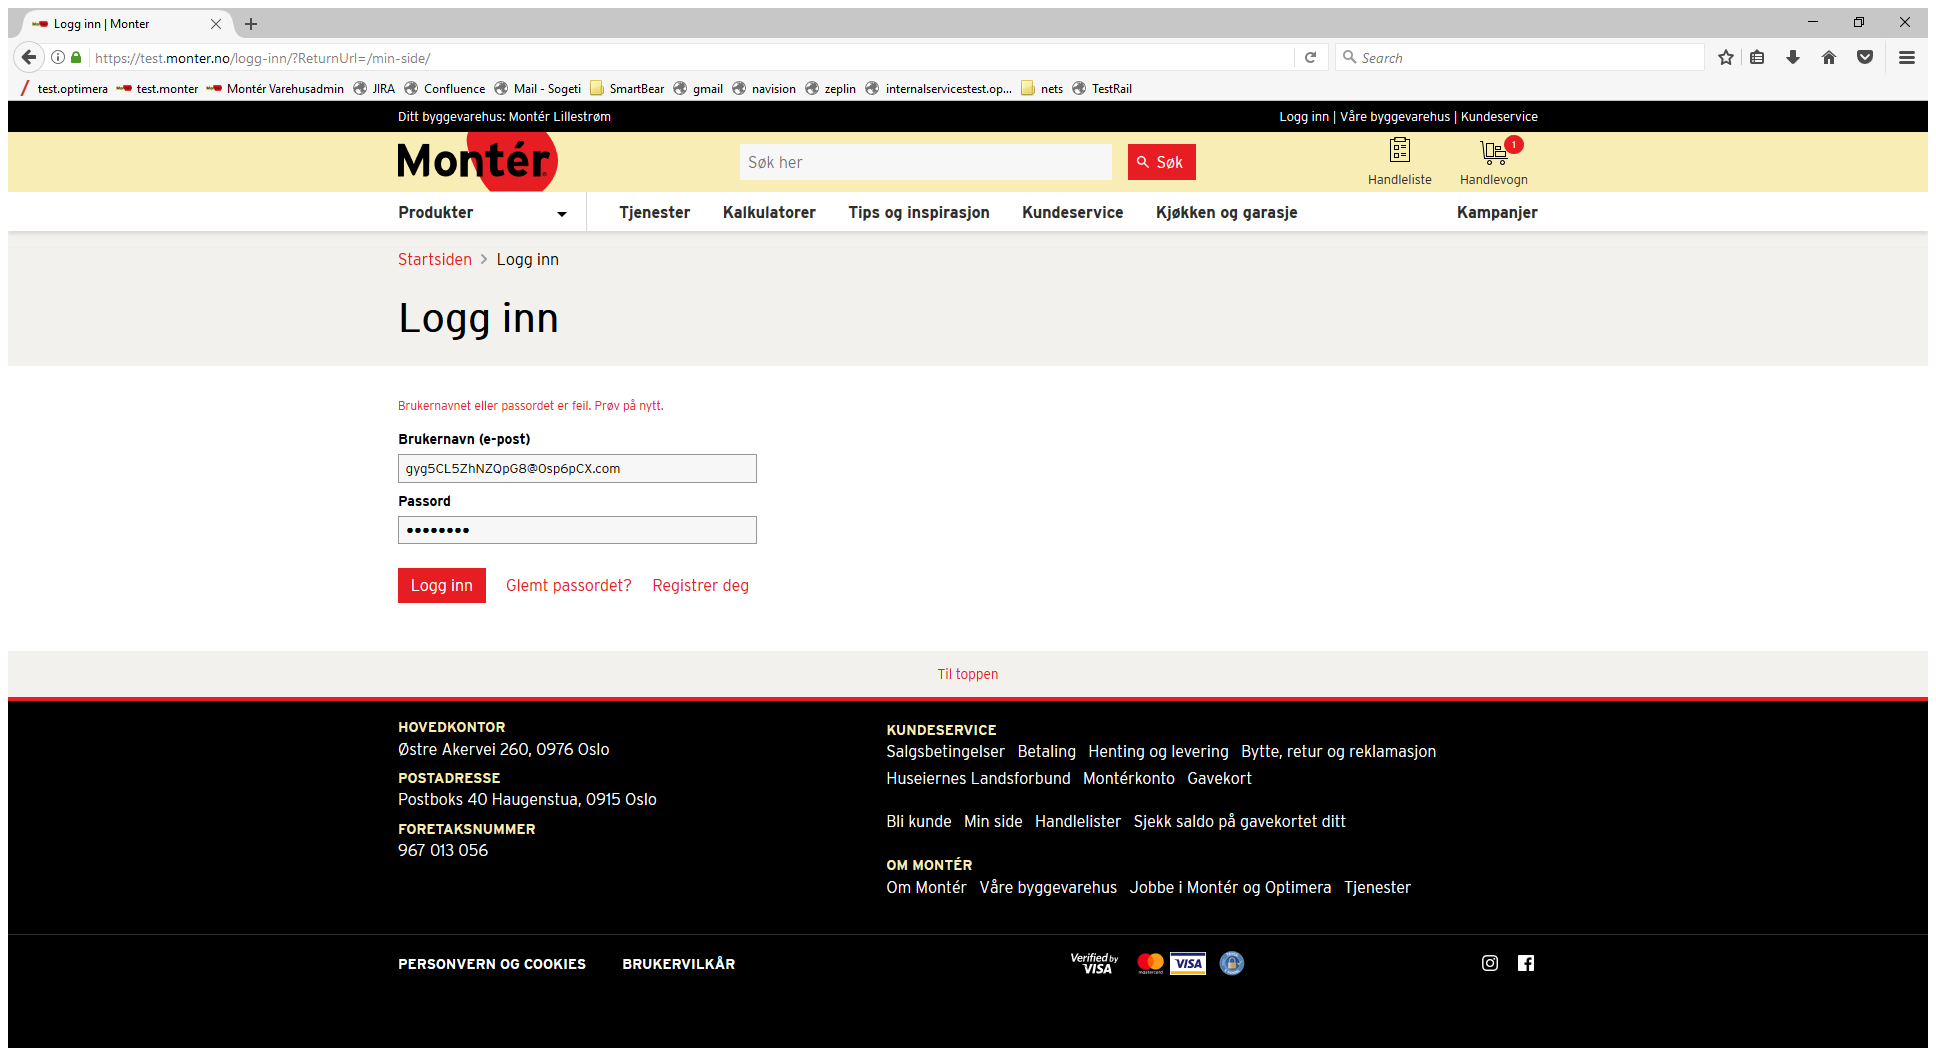 Logg inn | Monter
https://test.monter.no/logg-inn/?ReturnUrl=/min-side/
Search
test.optimera test.monter Montér Varehusadmin JIRA Confluence Mail - Sogeti SmartBear gmail navision zeplin internalservicestest.op... nets TestRail
Ditt byggevarehus: Montér Lillestrøm
Logg inn | Våre byggevarehus | Kundeservice
Montér
Søk her
Søk
Handleliste
1
Handlevogn
Produkter Tjenester Kalkulatorer Tips og inspirasjon Kundeservice Kjøkken og garasje Kampanjer
Startsiden > Logg inn
Logg inn
Brukernavnet eller passordet er feil. Prøv på nytt.
Brukernavn (e-post)
gyg5CL5ZhNZQpG8@Osp6pCX.com
Passord
••••••••
Logg inn Glemt passordet? Registrer deg
Til toppen
HOVEDKONTOR
Østre Akervei 260, 0976 Oslo
POSTADRESSE
Postboks 40 Haugenstua, 0915 Oslo
FORETAKSNUMMER
967 013 056
KUNDESERVICE
Salgsbetingelser Betaling Henting og levering Bytte, retur og reklamasjon
Huseiernes Landsforbund Montérkonto Gavekort
Bli kunde Min side Handlelister Sjekk saldo på gavekortet ditt
OM MONTÉR
Om Montér Våre byggevarehus Jobbe i Montér og Optimera Tjenester
PERSONVERN OG COOKIES BRUKERVILKÅR
Verified by
VISA
mastercard
VISA